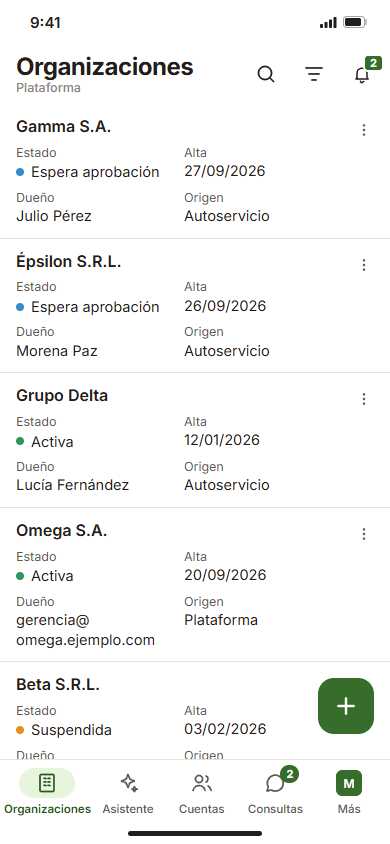 9:41
Organizaciones
2
Plataforma
Gamma S.A.
Estado Alta
Espera aprobación 27/09/2026
Dueño Origen
Julio Pérez Autoservicio
Épsilon S.R.L.
Estado Alta
Espera aprobación 26/09/2026
Dueño Origen
Morena Paz Autoservicio
Grupo Delta
Estado Alta
Activa 12/01/2026
Dueño Origen
Lucía Fernández Autoservicio
Omega S.A.
Estado Alta
Activa 20/09/2026
Dueño Origen
gerencia@ Plataforma
omega.ejemplo.com
Beta S.R.L.
Estado Alta
Suspendida 03/02/2026
Dueño Origen
2 M
Organizaciones Asistente Cuentas Consultas Más